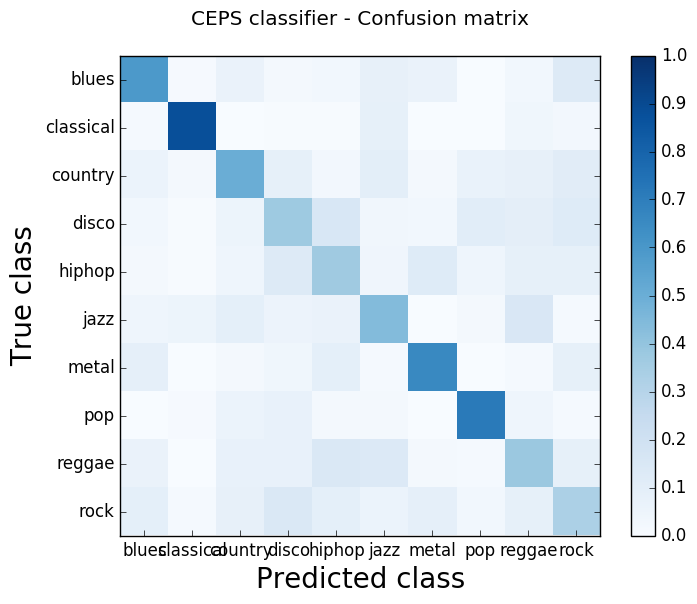 CEPS classifier - Confusion matrix
True class
blues
classical
country
disco
hiphop
jazz
metal
pop
reggae
rock
blues classical country disco hiphop jazz metal pop reggae rock
Predicted class
1.0
0.9
0.8
0.7
0.6
0.5
0.4
0.3
0.2
0.1
0.0